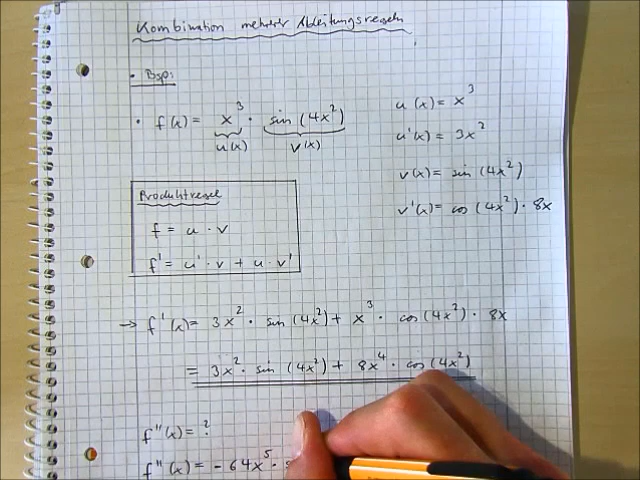 Kombination mehrerer Ableitungsregeln
• Bsp:
• f(x) = x³ · sin(4x²)
u(x) v(x)
u(x) = x³
u'(x) = 3x²
v(x) = sin(4x²)
v'(x) = cos(4x²) · 8x
Produktregel
f = u · v
f' = u' · v + u · v'
→ f'(x) = 3x² · sin(4x²) + x³ · cos(4x²) · 8x
= 3x² · sin(4x²) + 8x⁴ · cos(4x²)
f''(x) = ?
f''(x) = - 64x⁵ ·